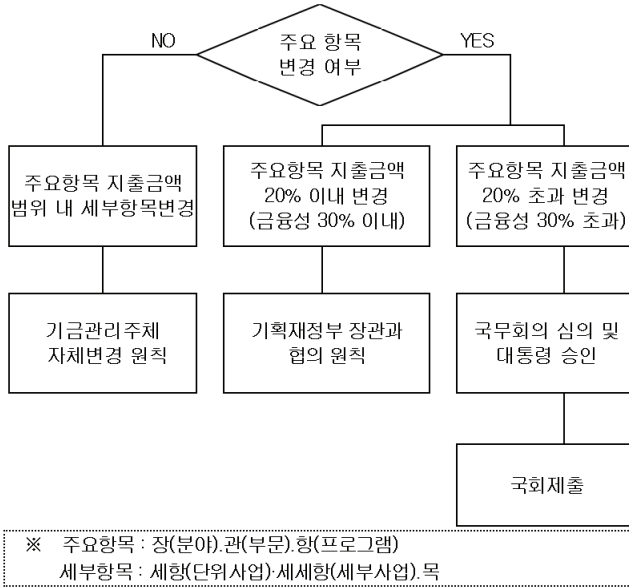 주요 항목
변경 여부
NO
YES
주요항목 지출금액
범위 내 세부항목변경
주요항목 지출금액
20% 이내 변경
(금융성 30% 이내)
주요항목 지출금액
20% 초과 변경
(금융성 30% 초과)
기금관리주체
자체변경 원칙
기획재정부 장관과
협의 원칙
국무회의 심의 및
대통령 승인
국회제출
※ 주요항목 : 장(분야).관(부문).항(프로그램)
세부항목 : 세항(단위사업)·세세항(세부사업).목